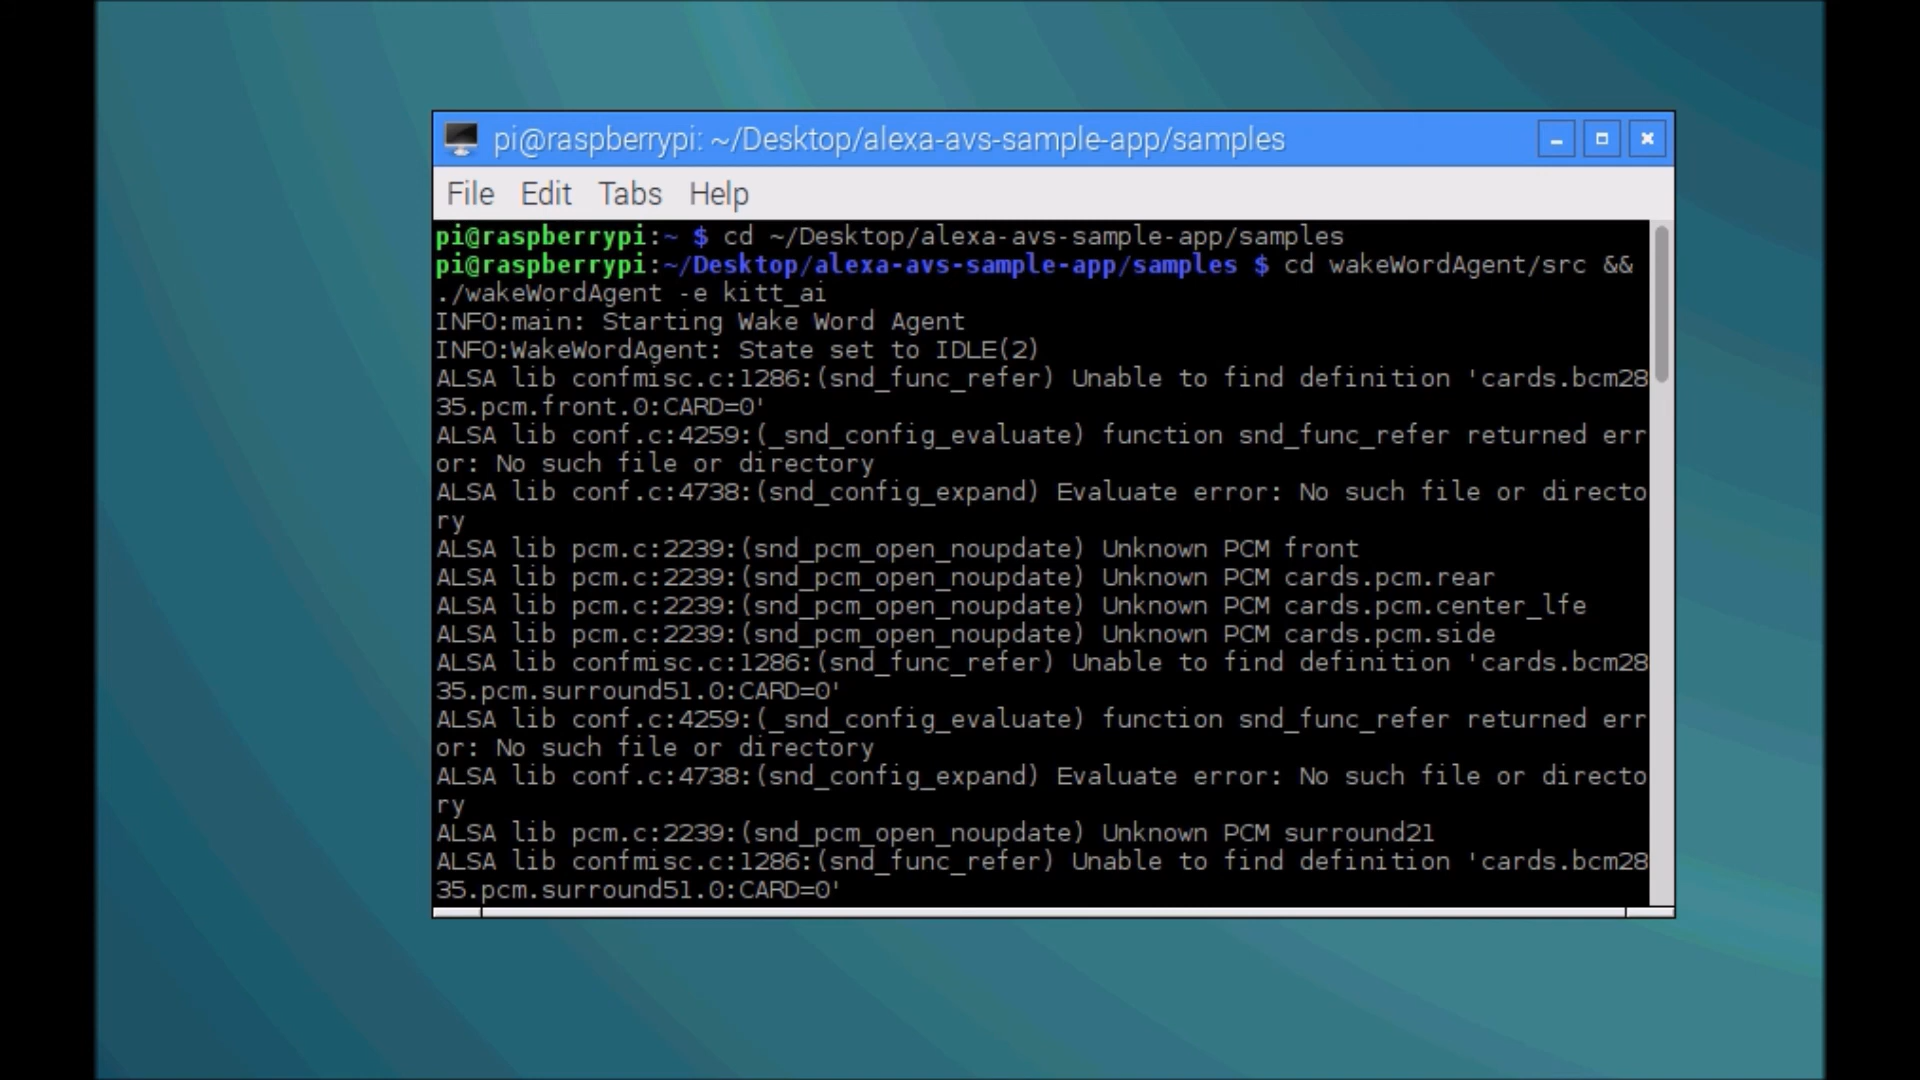 pi@raspberrypi: ~/Desktop/alexa-avs-sample-app/samples
File Edit Tabs Help
pi@raspberrypi:~ $ cd ~/Desktop/alexa-avs-sample-app/samples
pi@raspberrypi:~/Desktop/alexa-avs-sample-app/samples $ cd wakeWordAgent/src &&
./wakeWordAgent -e kitt_ai
INFO:main: Starting Wake Word Agent
INFO:WakeWordAgent: State set to IDLE(2)
ALSA lib confmisc.c:1286:(snd_func_refer) Unable to find definition 'cards.bcm28
35.pcm.front.0:CARD=0'
ALSA lib conf.c:4259:(_snd_config_evaluate) function snd_func_refer returned err
or: No such file or directory
ALSA lib conf.c:4738:(snd_config_expand) Evaluate error: No such file or directo
ry
ALSA lib pcm.c:2239:(snd_pcm_open_noupdate) Unknown PCM front
ALSA lib pcm.c:2239:(snd_pcm_open_noupdate) Unknown PCM cards.pcm.rear
ALSA lib pcm.c:2239:(snd_pcm_open_noupdate) Unknown PCM cards.pcm.center_lfe
ALSA lib pcm.c:2239:(snd_pcm_open_noupdate) Unknown PCM cards.pcm.side
ALSA lib confmisc.c:1286:(snd_func_refer) Unable to find definition 'cards.bcm28
35.pcm.surround51.0:CARD=0'
ALSA lib conf.c:4259:(_snd_config_evaluate) function snd_func_refer returned err
or: No such file or directory
ALSA lib conf.c:4738:(snd_config_expand) Evaluate error: No such file or directo
ry
ALSA lib pcm.c:2239:(snd_pcm_open_noupdate) Unknown PCM surround21
ALSA lib confmisc.c:1286:(snd_func_refer) Unable to find definition 'cards.bcm28
35.pcm.surround51.0:CARD=0'